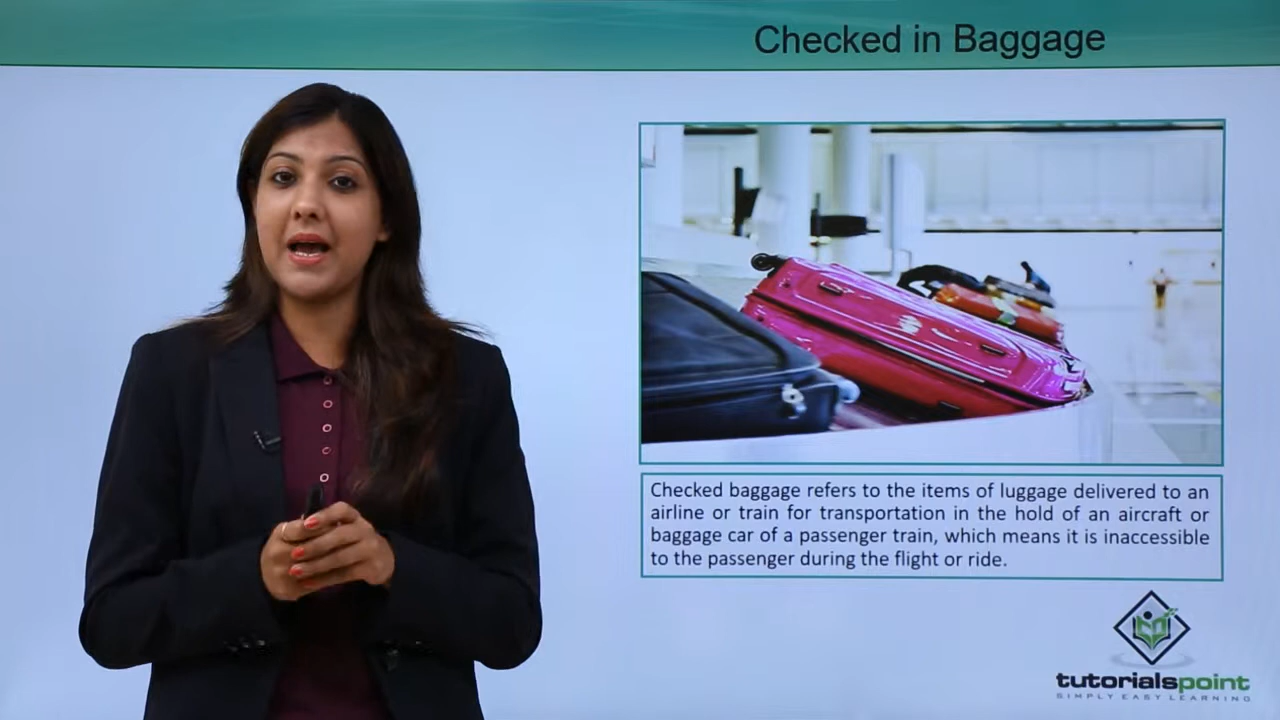 Checked in Baggage
Checked baggage refers to the items of luggage delivered to an
airline or train for transportation in the hold of an aircraft or
baggage car of a passenger train, which means it is inaccessible
to the passenger during the flight or ride.
tutorialspoint
SIMPLY EASY LEARNING